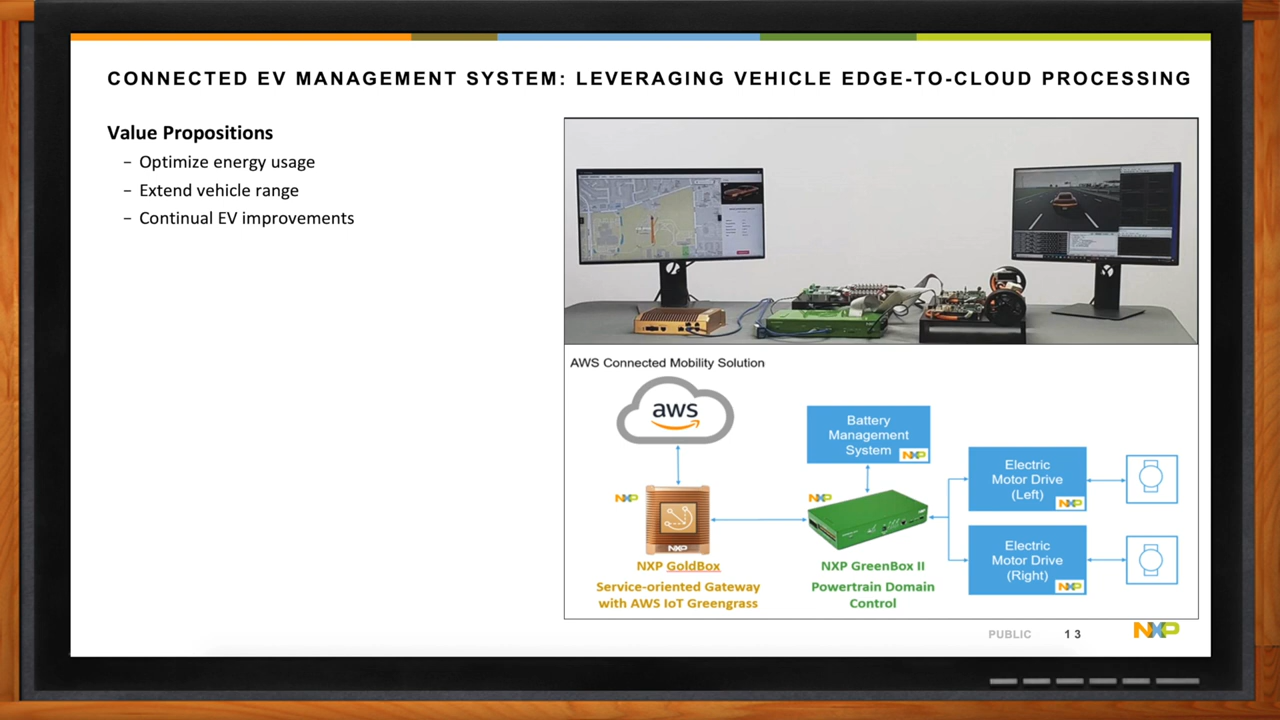 CONNECTED EV MANAGEMENT SYSTEM: LEVERAGING VEHICLE EDGE-TO-CLOUD PROCESSING
Value Propositions
– Optimize energy usage
– Extend vehicle range
– Continual EV improvements
AWS Connected Mobility Solution
aws
Battery
Management
System
NXP
Electric
Motor Drive
(Left)
NXP
NXP
NXP
NXP
NXP GoldBox
Service-oriented Gateway
with AWS IoT Greengrass
NXP GreenBox II
Powertrain Domain
Control
Electric
Motor Drive
(Right)
NXP
PUBLIC
13
NXP